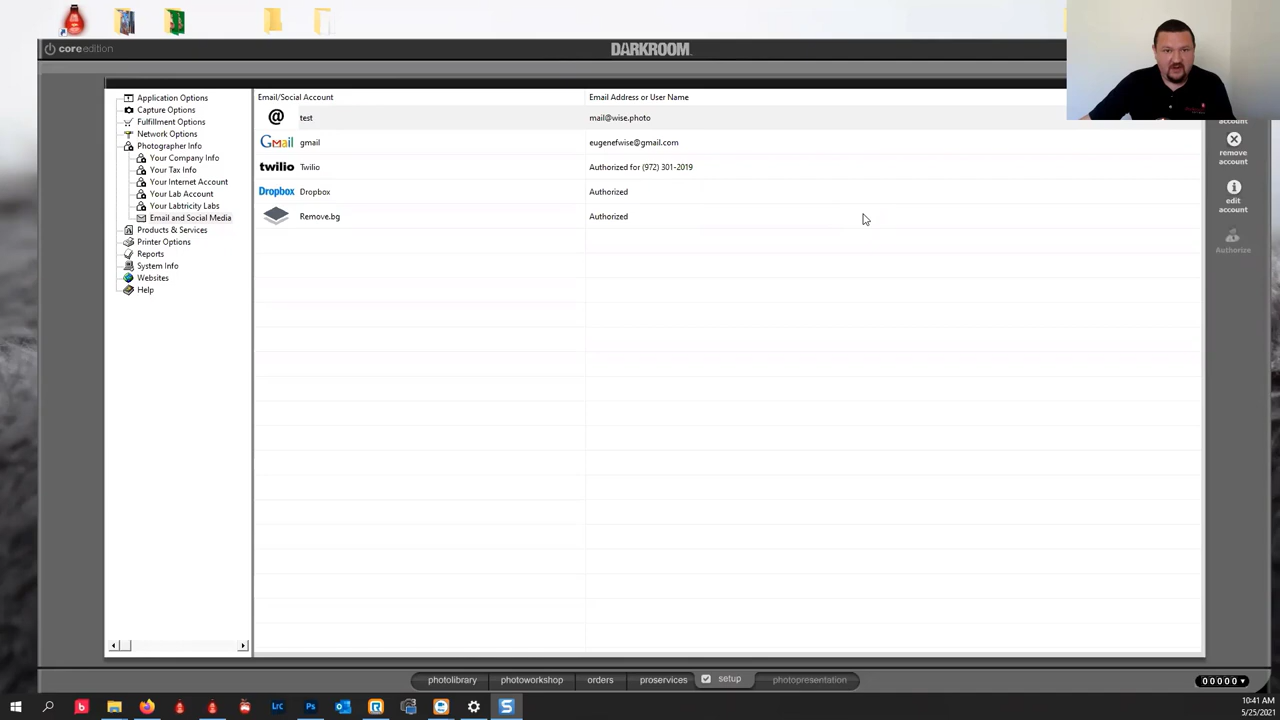 core edition
DARKROOM
Application Options
Capture Options
Fulfillment Options
Network Options
Photographer Info
Your Company Info
Your Tax Info
Your Internet Account
Your Lab Account
Your Labtricity Labs
Email and Social Media
Products & Services
Printer Options
Reports
System Info
Websites
Help
Email/Social Account Email Address or User Name
@ test mail@wise.photo
Gmail gmail eugenefwise@gmail.com
twilio Twilio Authorized for (972) 301-2019
Dropbox Dropbox Authorized
Remove.bg Authorized
account
remove
account
edit
account
Authorize
photolibrary photoworkshop orders proservices setup photopresentation
00000
Lrc Ps
10:41 AM
5/25/2021